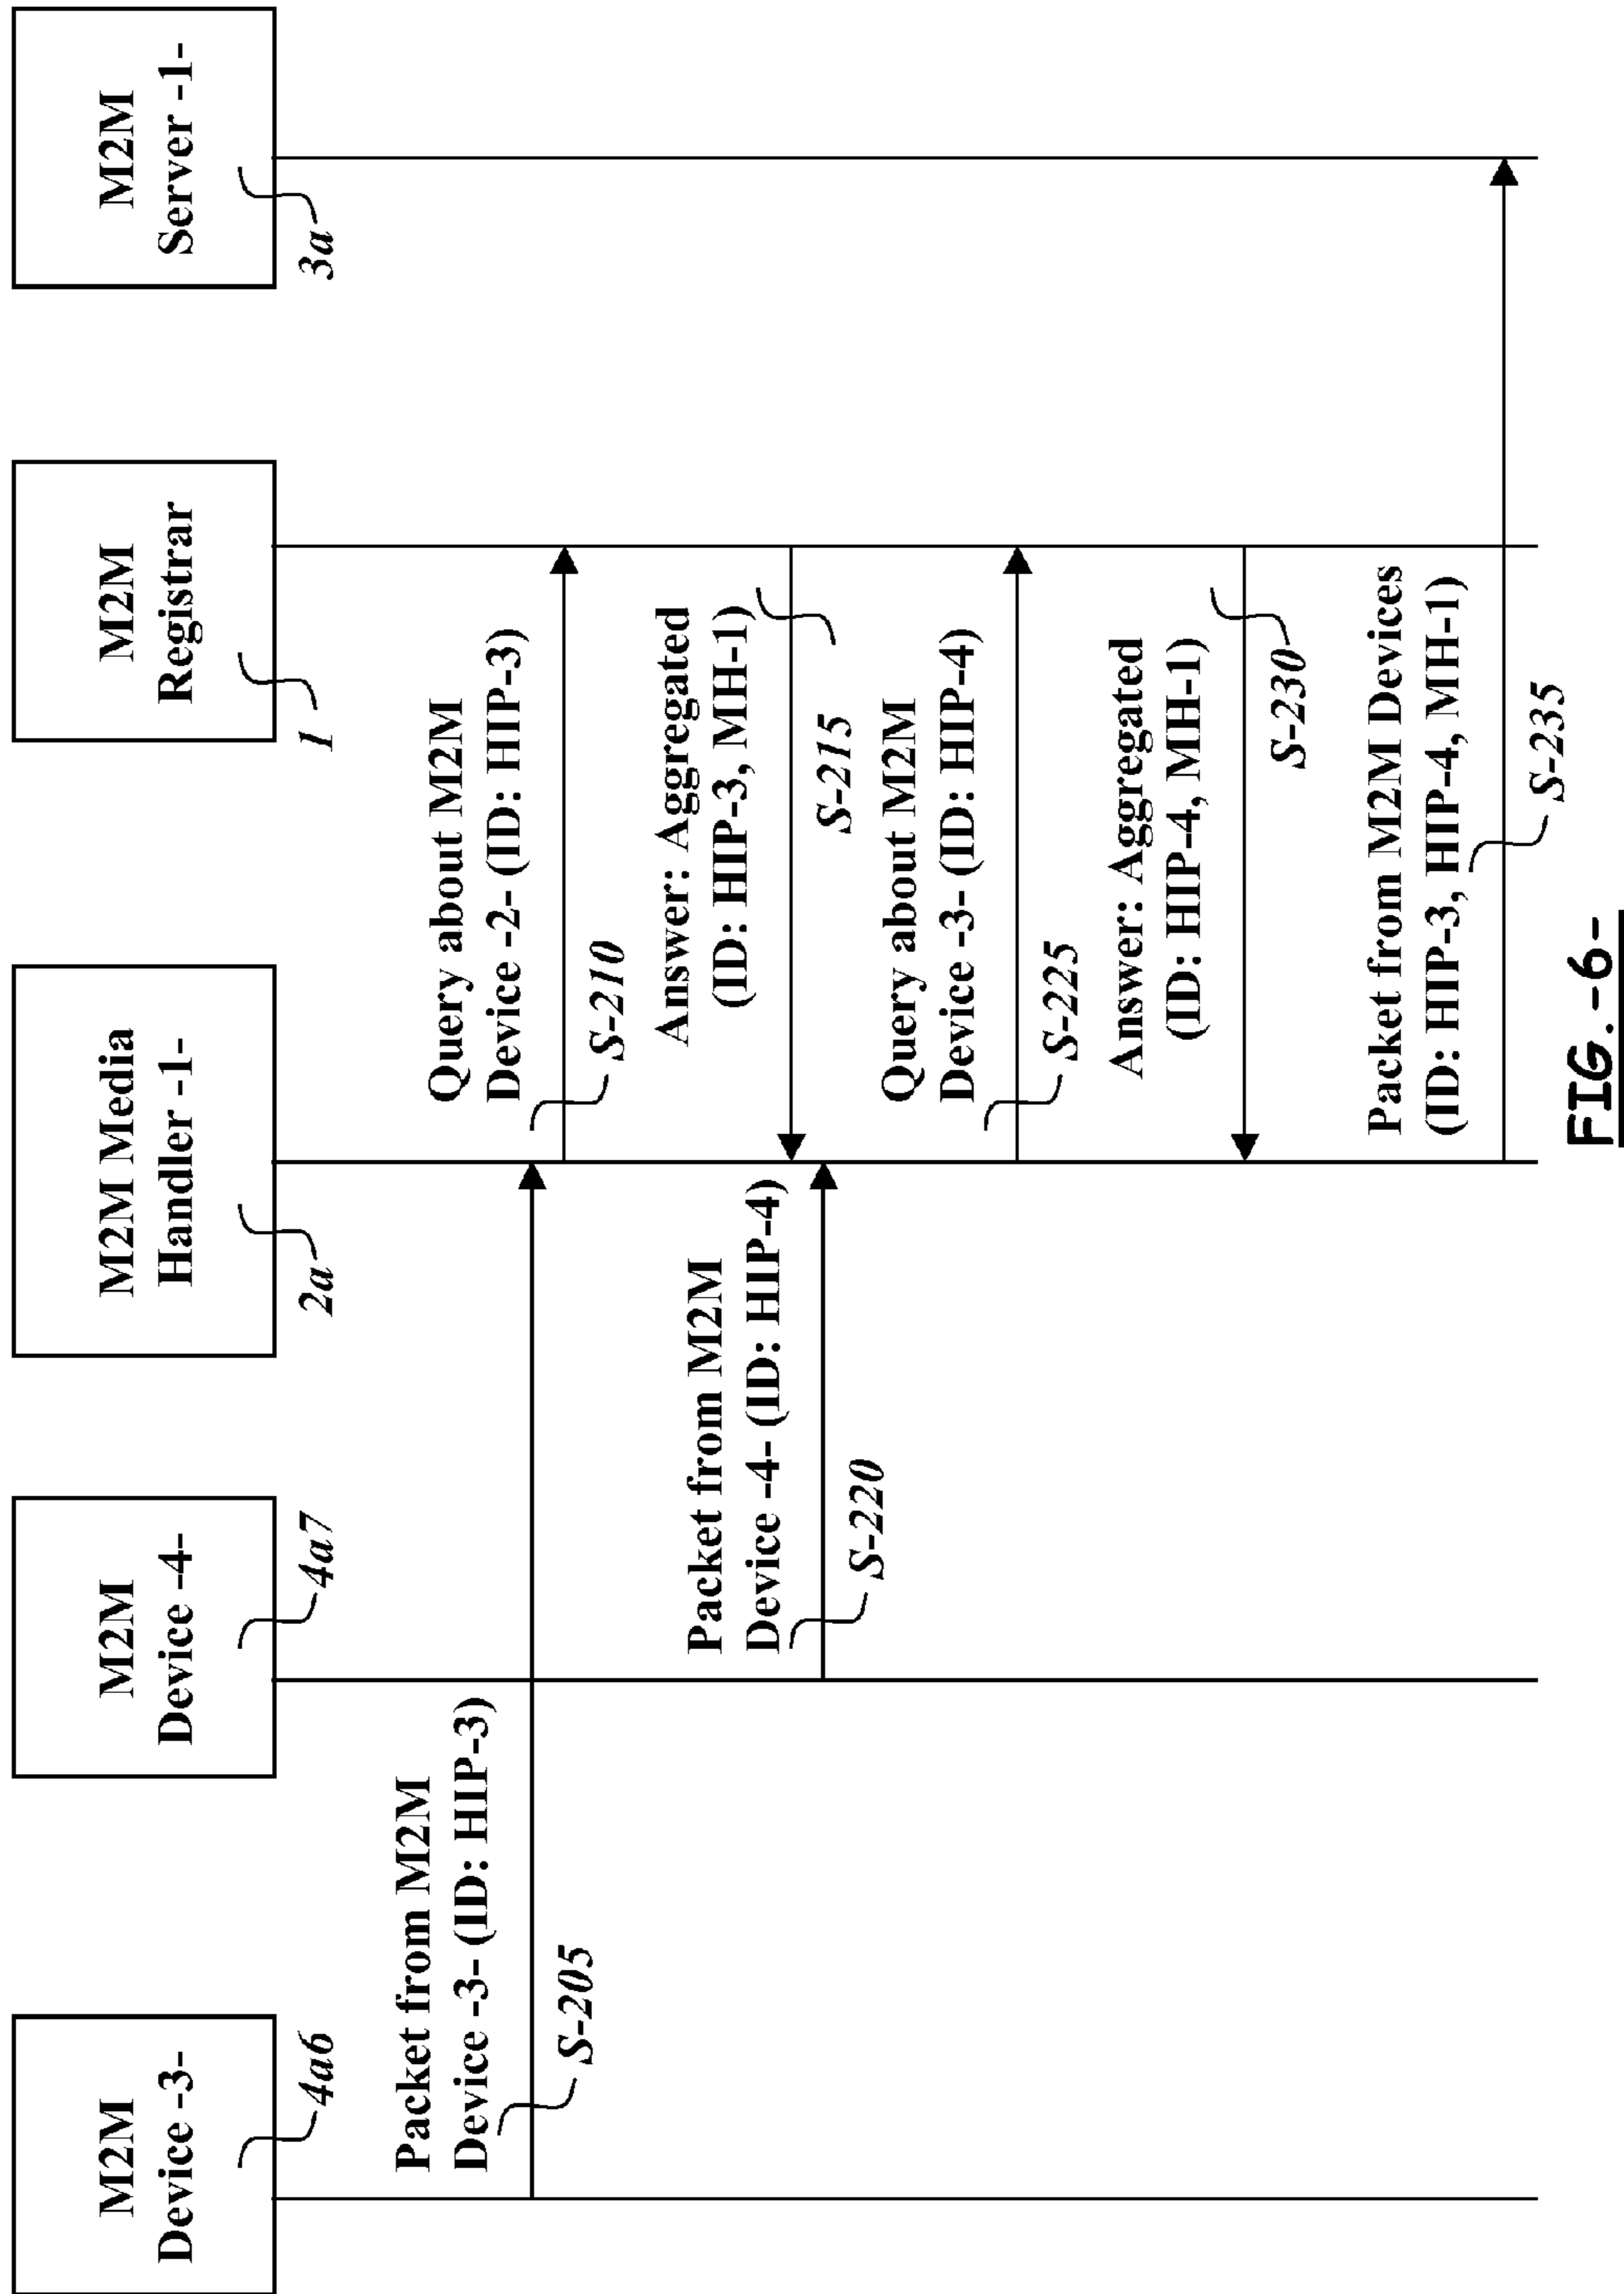 M2M
Device -3-
4a6
M2M
Device -4-
4a7
M2M Media
Handler -1-
2a
M2M
Registrar
1
M2M
Server -1-
3a
Packet from M2M
Device -3- (ID: HIP-3)
S-205
Query about M2M
Device -2- (ID: HIP-3)
S-210
Answer: Aggregated
(ID: HIP-3, MH-1)
S-215
Packet from M2M
Device -4- (ID: HIP-4)
S-220
Query about M2M
Device -3- (ID: HIP-4)
S-225
Answer: Aggregated
(ID: HIP-4, MH-1)
S-230
Packet from M2M Devices
(ID: HIP-3, HIP-4, MH-1)
S-235
FIG.-6-